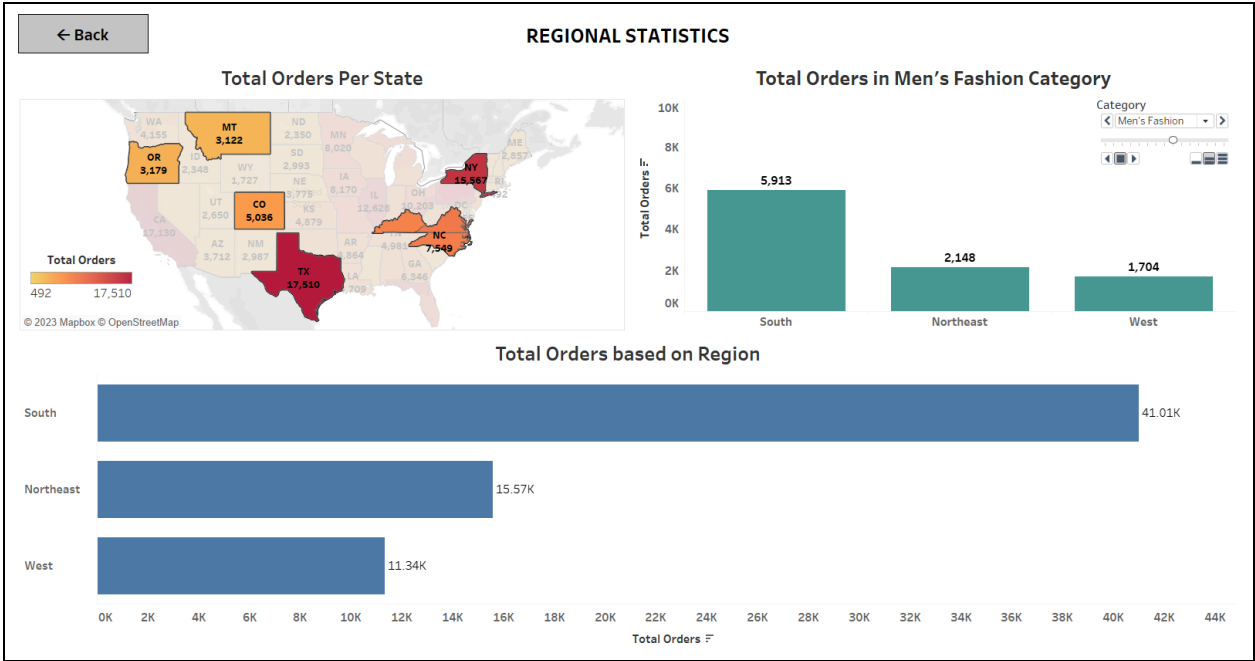 ← Back
REGIONAL STATISTICS
Total Orders Per State
WA
4,155
MT
3,122
ND
2,350
MN
8,020
ME
2,857
OR
3,179
ID
2,348
WY
1,727
SD
2,993
NY
15,567
NE
3,775
IA
8,170
IL
12,628
OH
10,203
UT
2,650
CO
5,036
KS
4,879
CA
17,130
AZ
3,712
NM
2,987
AR
4,981
NC
7,549
GA
6,346
TX
17,510
LA
Total Orders
492 17,510
© 2023 Mapbox © OpenStreetMap
Total Orders in Men's Fashion Category
Category
Men's Fashion
10K
8K
6K
4K
2K
0K
Total Orders
5,913
2,148
1,704
South Northeast West
Total Orders based on Region
South 41.01K
Northeast 15.57K
West 11.34K
0K 2K 4K 6K 8K 10K 12K 14K 16K 18K 20K 22K 24K 26K 28K 30K 32K 34K 36K 38K 40K 42K 44K
Total Orders